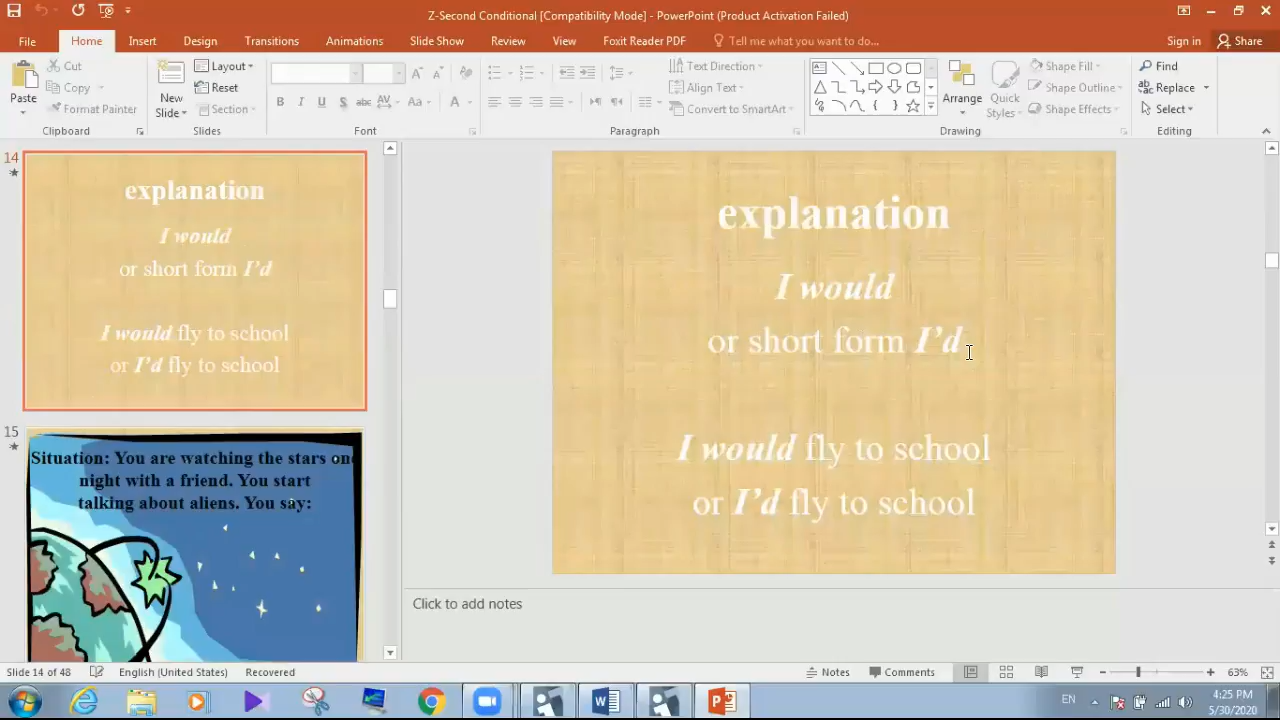 Z-Second Conditional [Compatibility Mode] - PowerPoint (Product Activation Failed)
File Home Insert Design Transitions Animations Slide Show Review View Foxit Reader PDF Tell me what you want to do... Sign in Share
Paste
Cut
Copy
Format Painter
Clipboard
New Slide
Layout
Reset
Section
Slides
B I U S abc AV Aa A
Font
Text Direction
Align Text
Convert to SmartArt
Paragraph
Arrange
Quick Styles
Shape Fill
Shape Outline
Shape Effects
Drawing
Find
Replace
Select
Editing
14
explanation
I would
or short form I’d
I would fly to school
or I’d fly to school
15
Situation: You are watching the stars one
night with a friend. You start
talking about aliens. You say:
explanation
I would
or short form I’d
I would fly to school
or I’d fly to school
Click to add notes
Slide 14 of 48 English (United States) Recovered Notes Comments 63%
EN 4:25 PM
5/30/2020